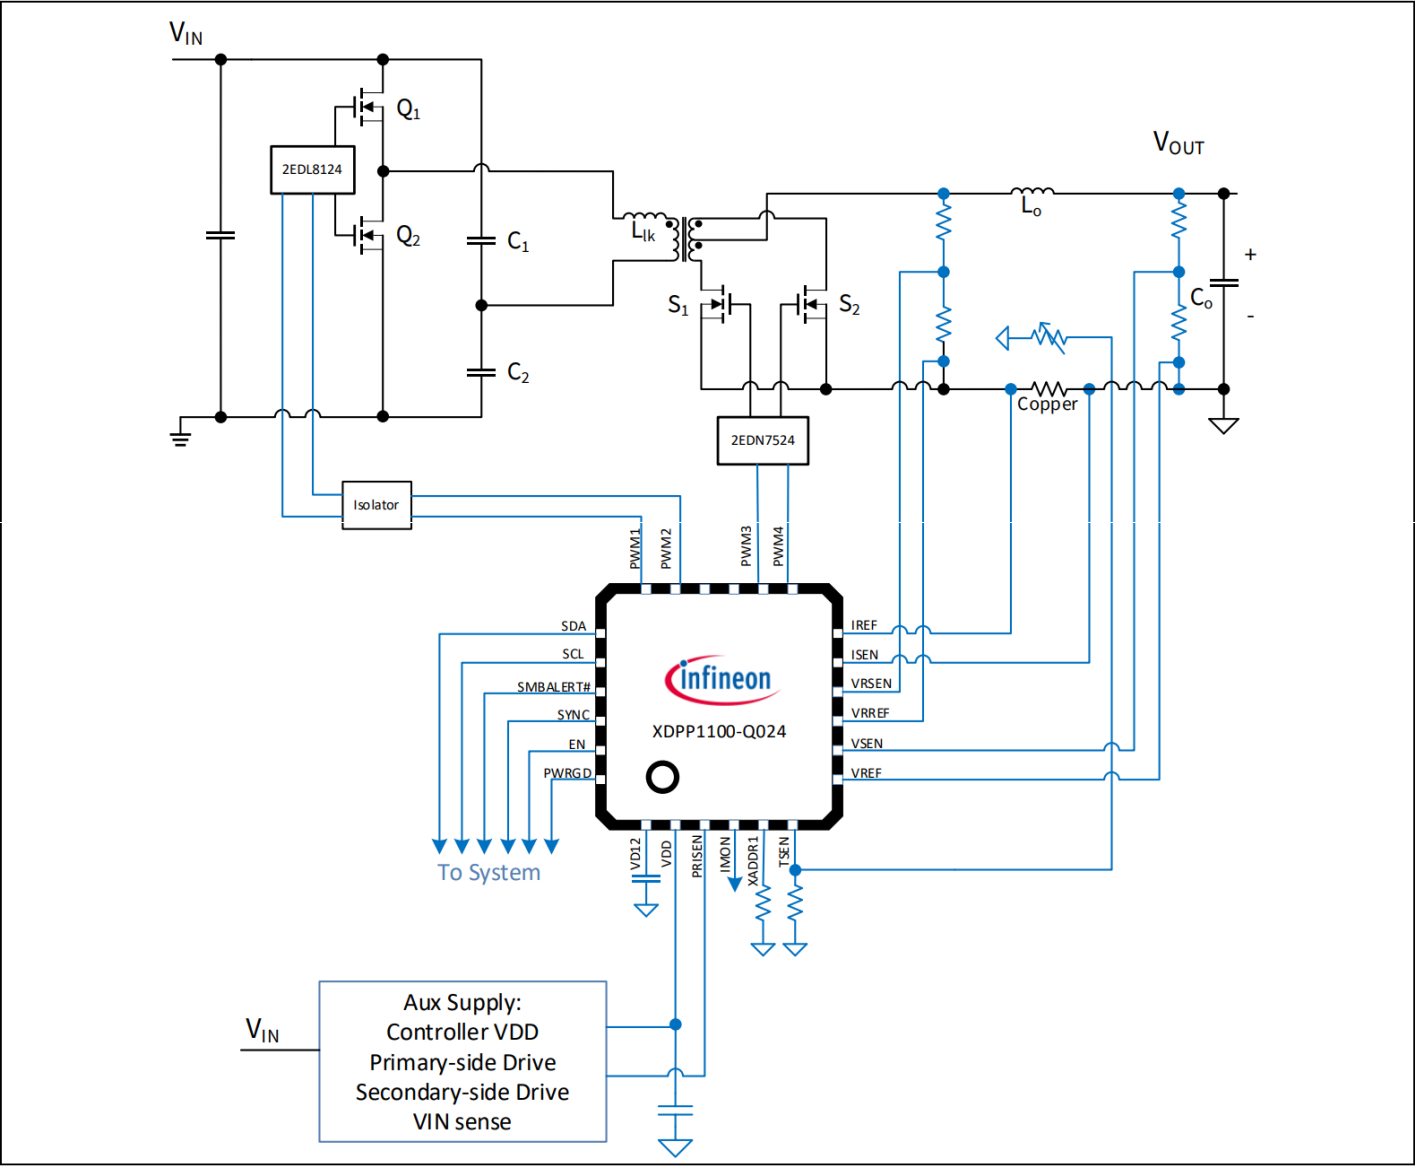 VIN
Q1
2EDL8124
VOUT
Lo
Llk
Q2
C1
+
Co
S1
S2
-
C2
Copper
2EDN7524
Isolator
PWM1
PWM2
PWM3
PWM4
SDA
IREF
SCL
ISEN
infineon
SMBALERT#
VRSEN
SYNC
VRREF
XDPP1100-Q024
EN
VSEN
PWRGD
VREF
VD12
VDD
PRISEN
IMON
XADDR1
TSEN
To System
Aux Supply:
VIN
Controller VDD
Primary-side Drive
Secondary-side Drive
VIN sense